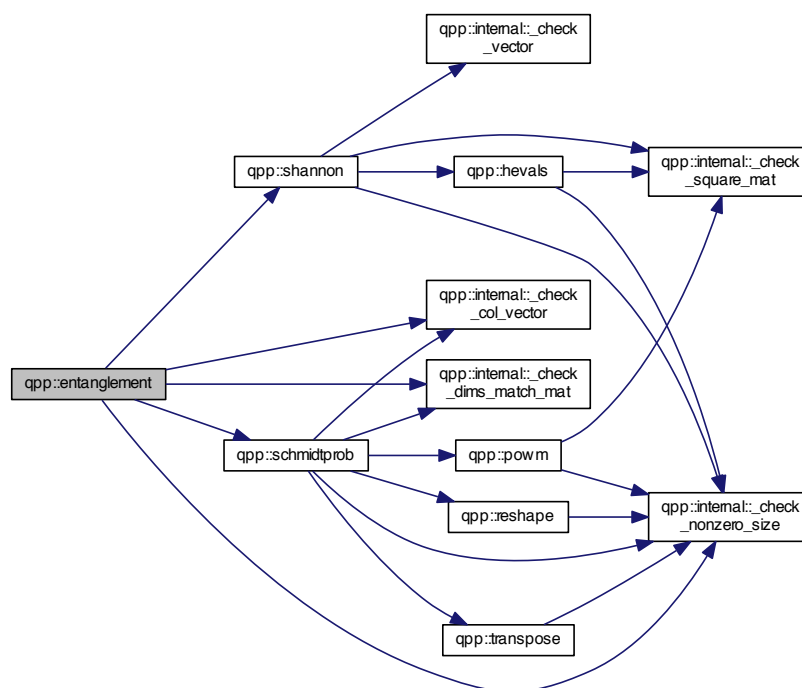 qpp::internal::_check
_vector
qpp::shannon
qpp::hevals
qpp::internal::_check
_square_mat
qpp::internal::_check
_col_vector
qpp::entanglement
qpp::internal::_check
_dims_match_mat
qpp::schmidtprob
qpp::powm
qpp::reshape
qpp::internal::_check
_nonzero_size
qpp::transpose